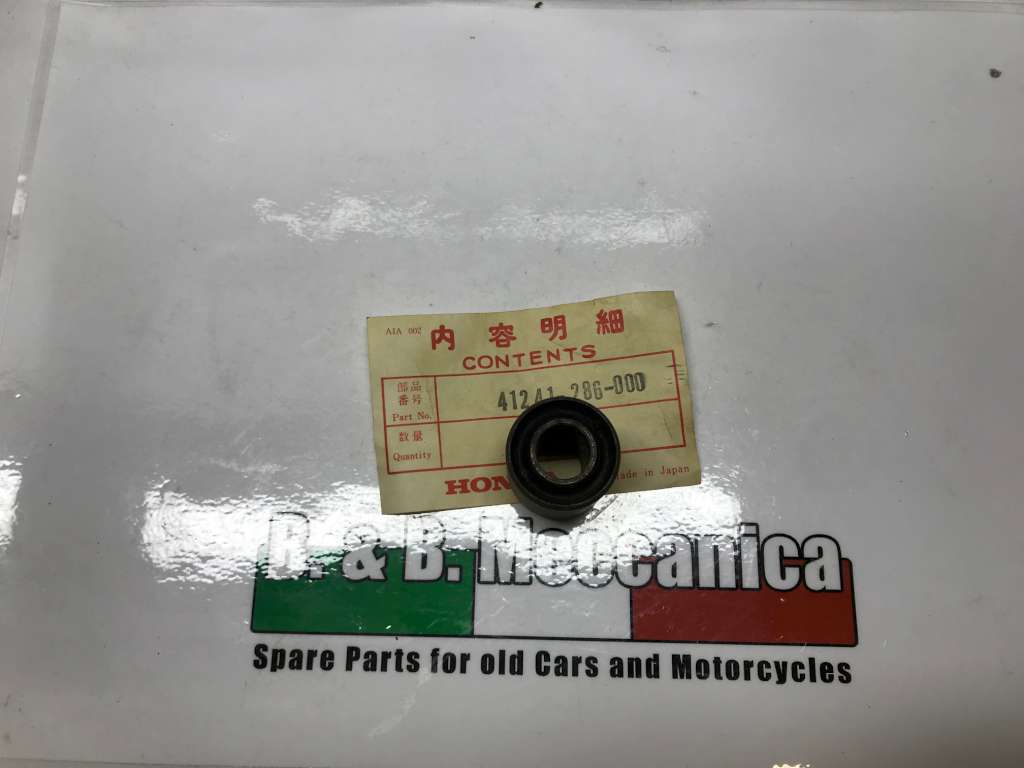 AIA 002
内容明細
CONTENTS
部品
番号
Part No.
41241-286-000
数量
Quantity
Made in Japan
R. & B. Meccanica
Spare Parts for old Cars and Motorcycles